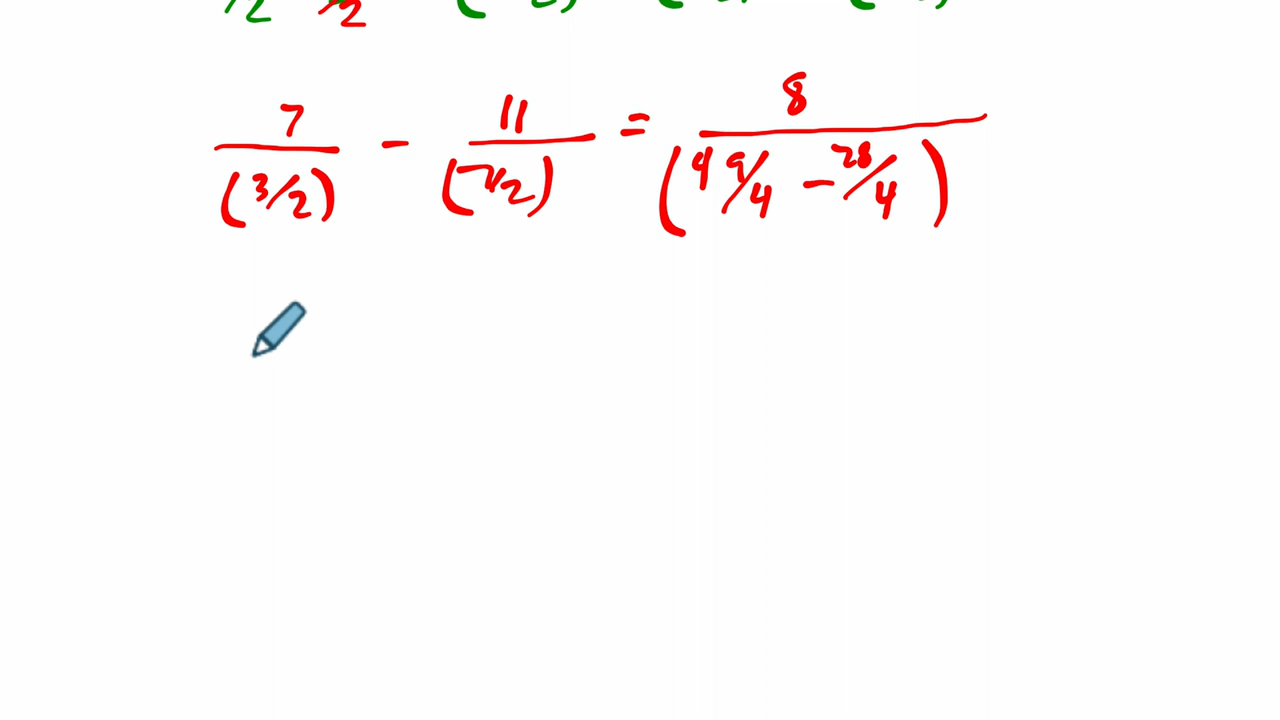 7/(3/2) - 11/(-7/2) = 8/(49/4 - 28/4)